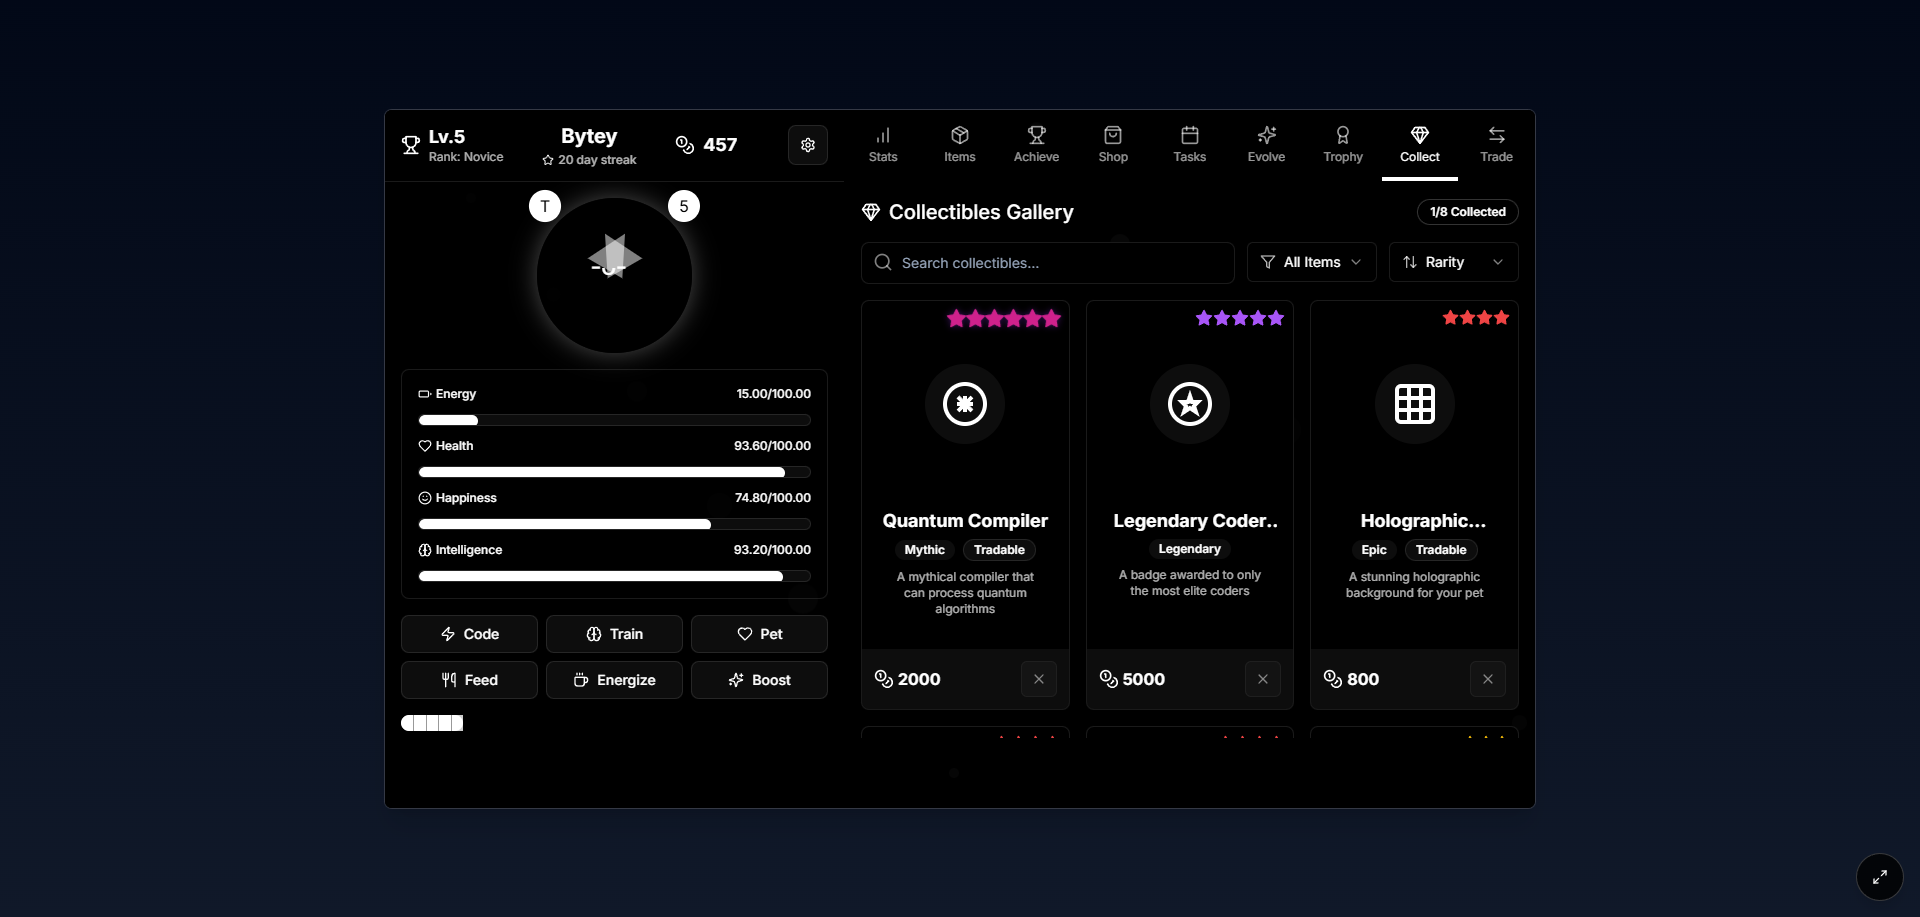 Lv.5
Rank: Novice
Bytey
20 day streak
457
Stats
Items
Achieve
Shop
Tasks
Evolve
Trophy
Collect
Trade
T
5
Energy 15.00/100.00
Health 93.60/100.00
Happiness 74.80/100.00
Intelligence 93.20/100.00
Code
Train
Pet
Feed
Energize
Boost
Collectibles Gallery
1/8 Collected
Search collectibles...
All Items
Rarity
Quantum Compiler
Mythic Tradable
A mythical compiler that
can process quantum
algorithms
2000
Legendary Coder..
Legendary
A badge awarded to only
the most elite coders
5000
Holographic...
Epic Tradable
A stunning holographic
background for your pet
800